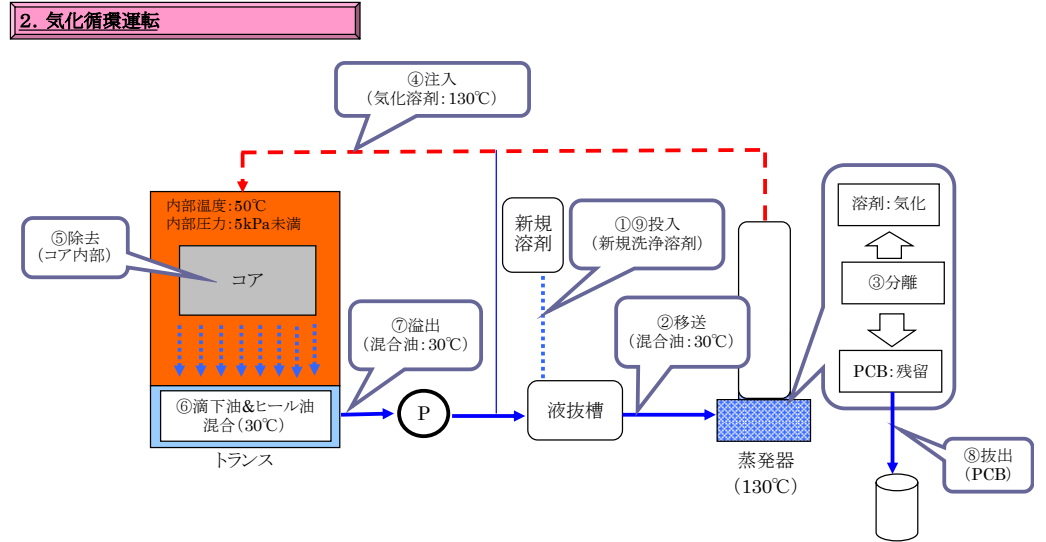 2．気化循環運転
④注入
（気化溶剤：130℃）
内部温度：50℃
内部圧力：5kPa未満
⑤除去
（コア内部）
コア
新規
溶剤
①⑨投入
（新規洗浄溶剤）
溶剤：気化
③分離
PCB：残留
⑦溢出
（混合油：30℃）
②移送
（混合油：30℃）
⑥滴下油&ヒール油
混合（30℃）
P
液抜槽
トランス
蒸発器
（130℃）
⑧抜出
（PCB）